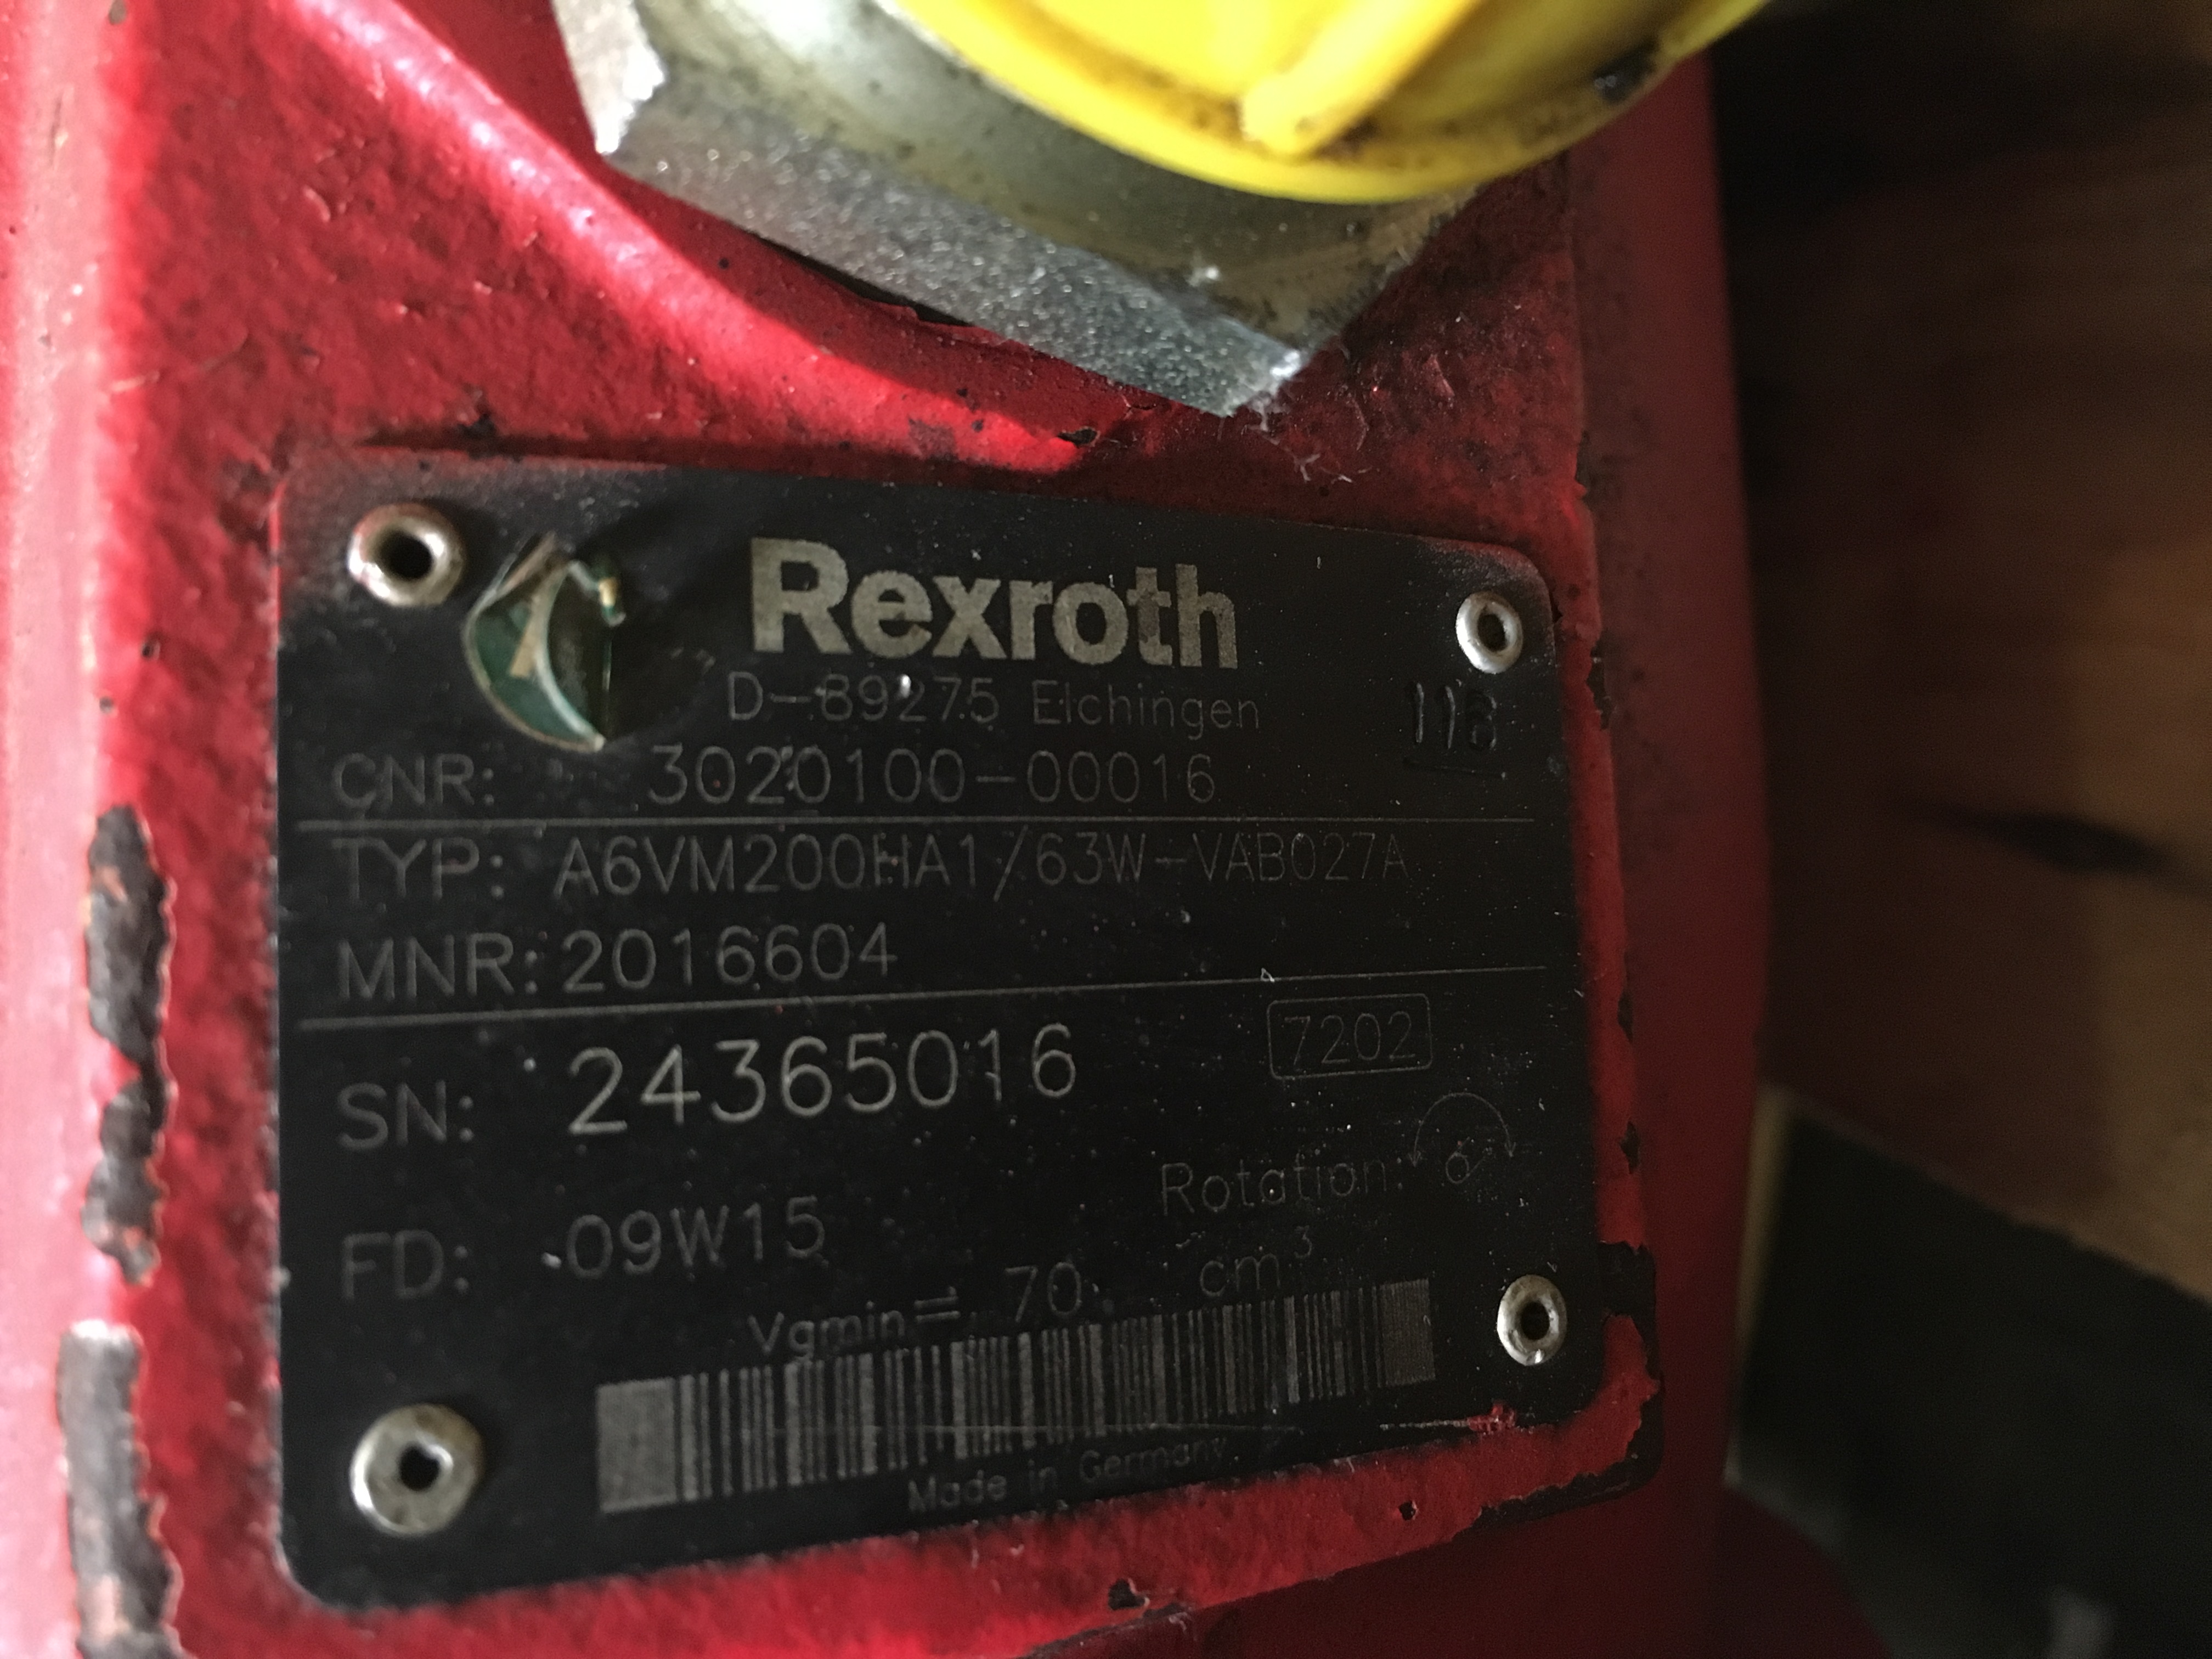 Rexroth
D-89275 Elchingen
116
CNR: 3020100-00016
TYP: A6VM200HA1/63W-VAB027A
MNR: 2016604
7202
SN: 24365016
Rotation:
FD: 09W15
Vgmin= 70 cm³
Made in Germany